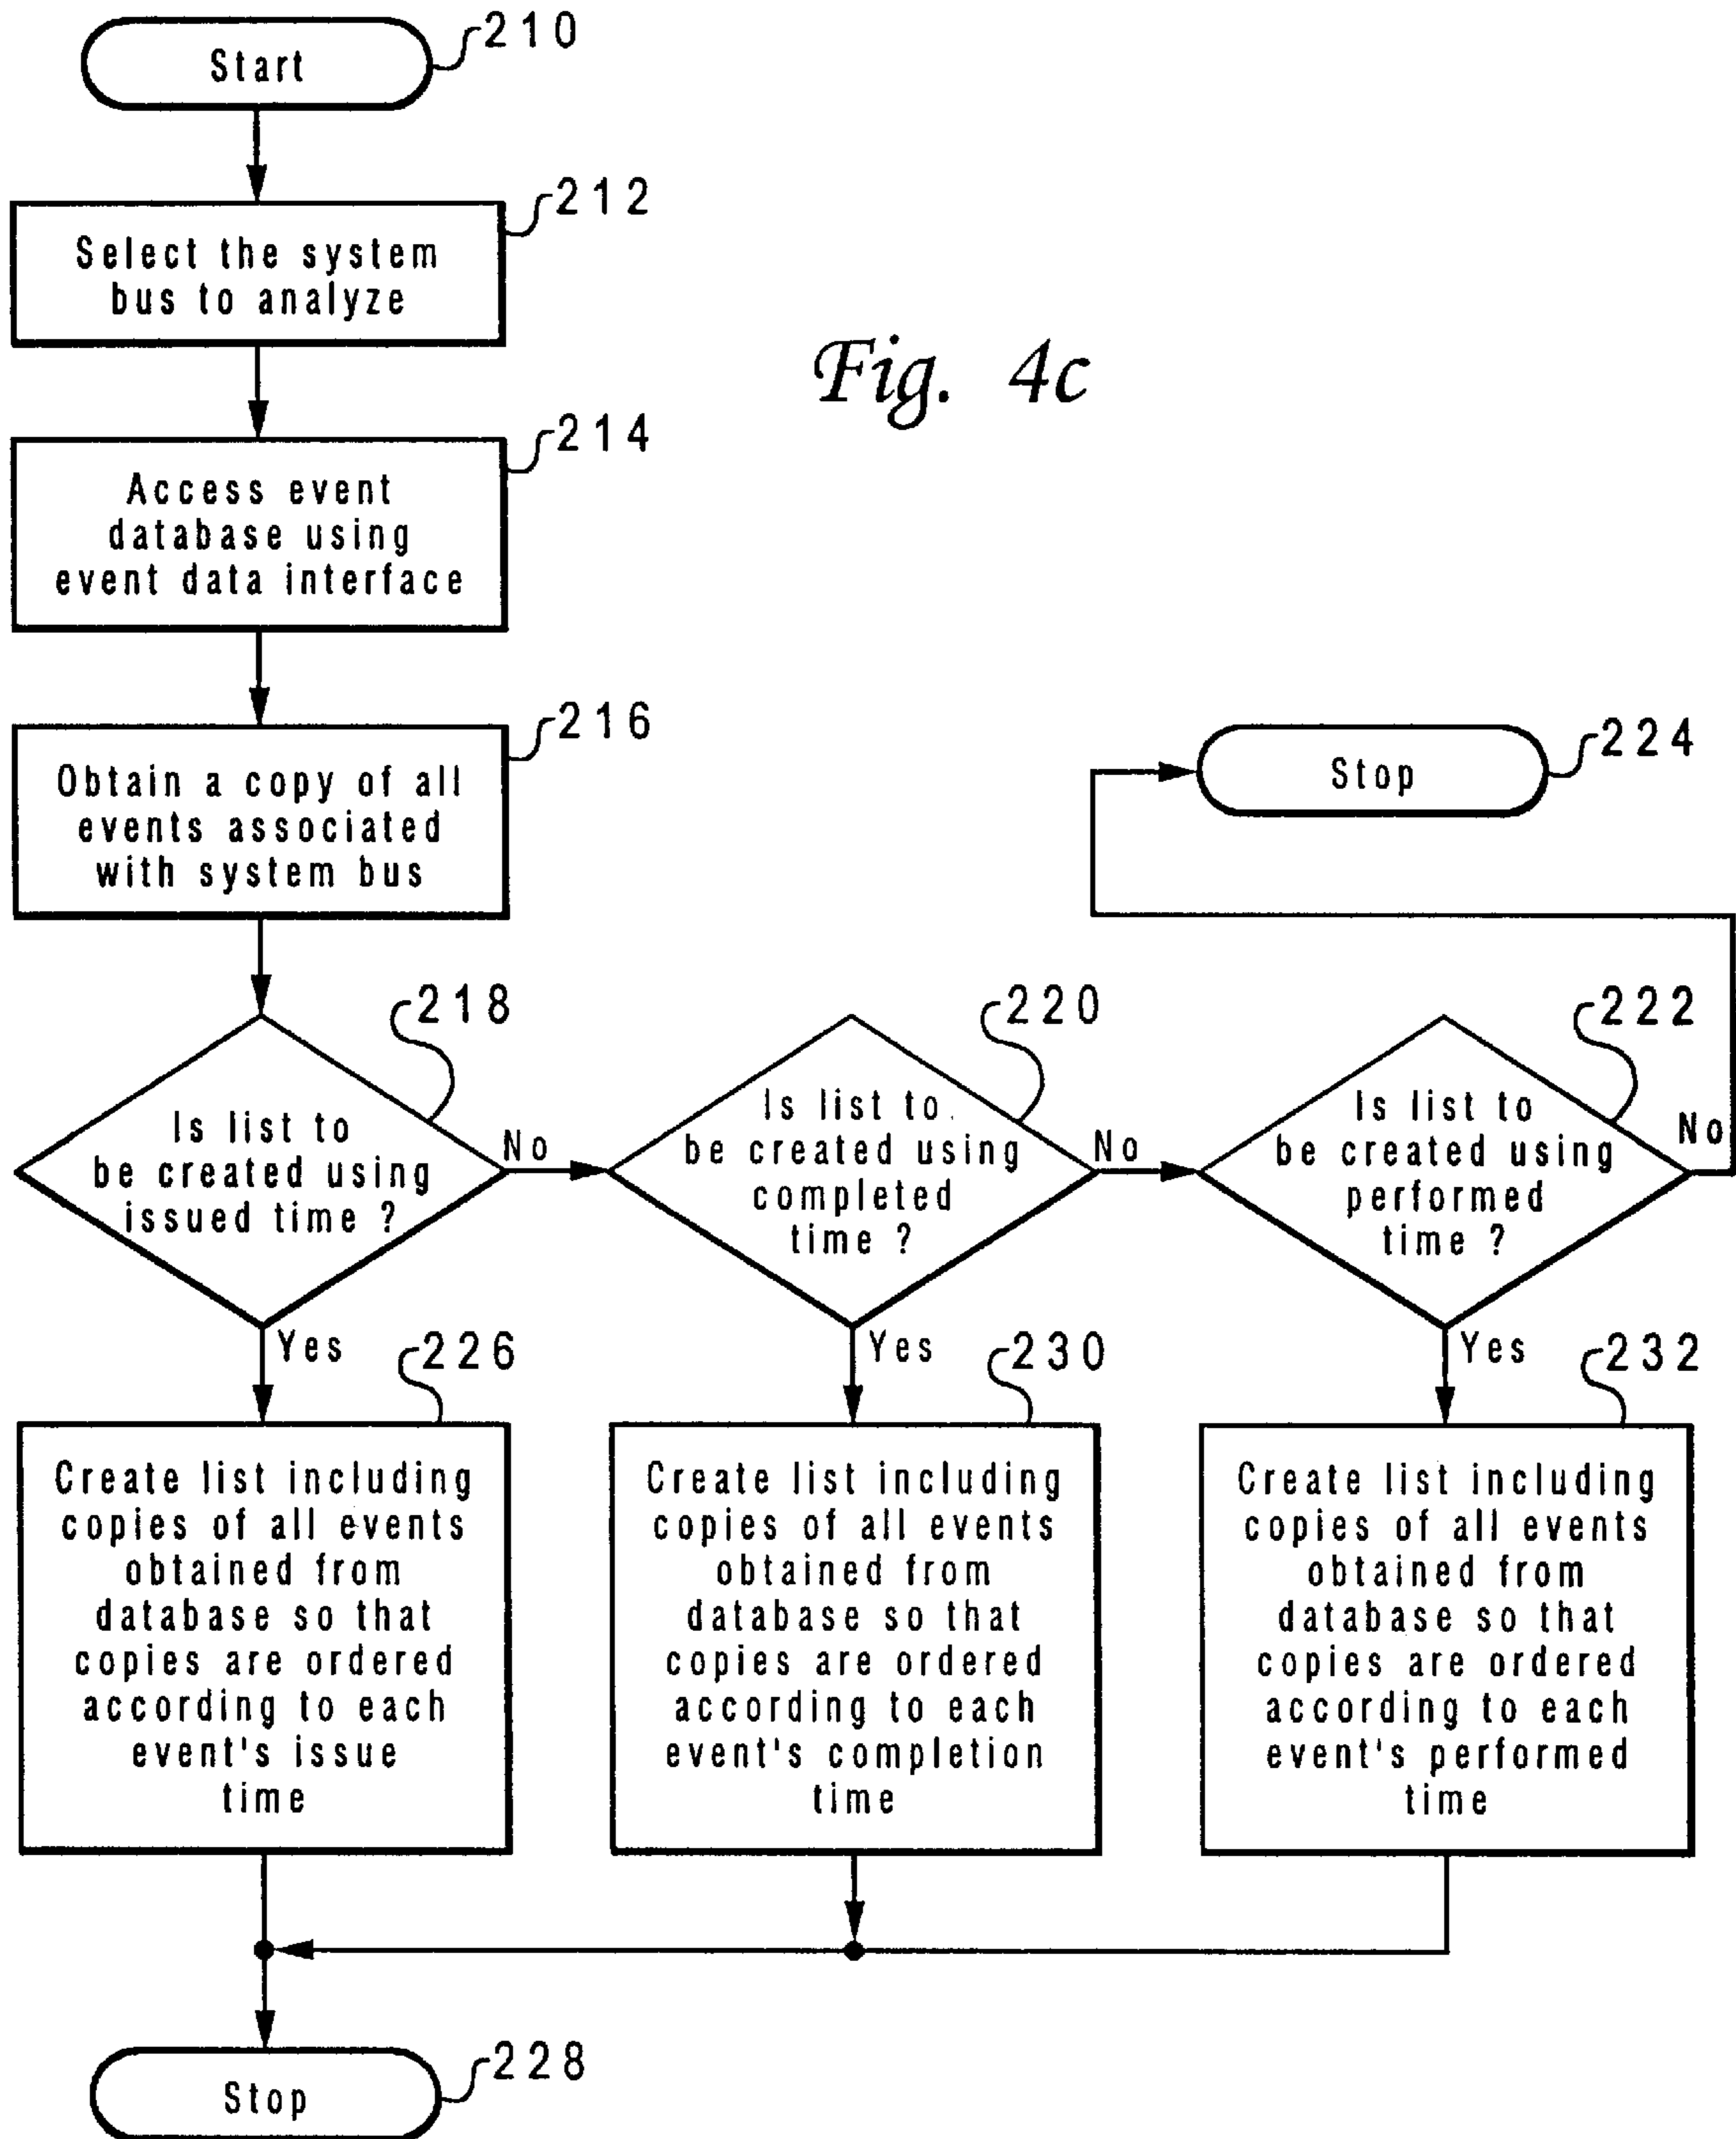 210
Start
212
Select the system
bus to analyze
Fig. 4c
214
Access event
database using
event data interface
216
Obtain a copy of all
events associated
with system bus
224
Stop
218
Is list to
be created using
issued time ?
No
Yes
220
Is list to
be created using
completed
time ?
No
Yes
222
Is list to
be created using
performed
time ?
No
Yes
226
Create list including
copies of all events
obtained from
database so that
copies are ordered
according to each
event's issue
time
230
Create list including
copies of all events
obtained from
database so that
copies are ordered
according to each
event's completion
time
232
Create list including
copies of all events
obtained from
database so that
copies are ordered
according to each
event's performed
time
228
Stop